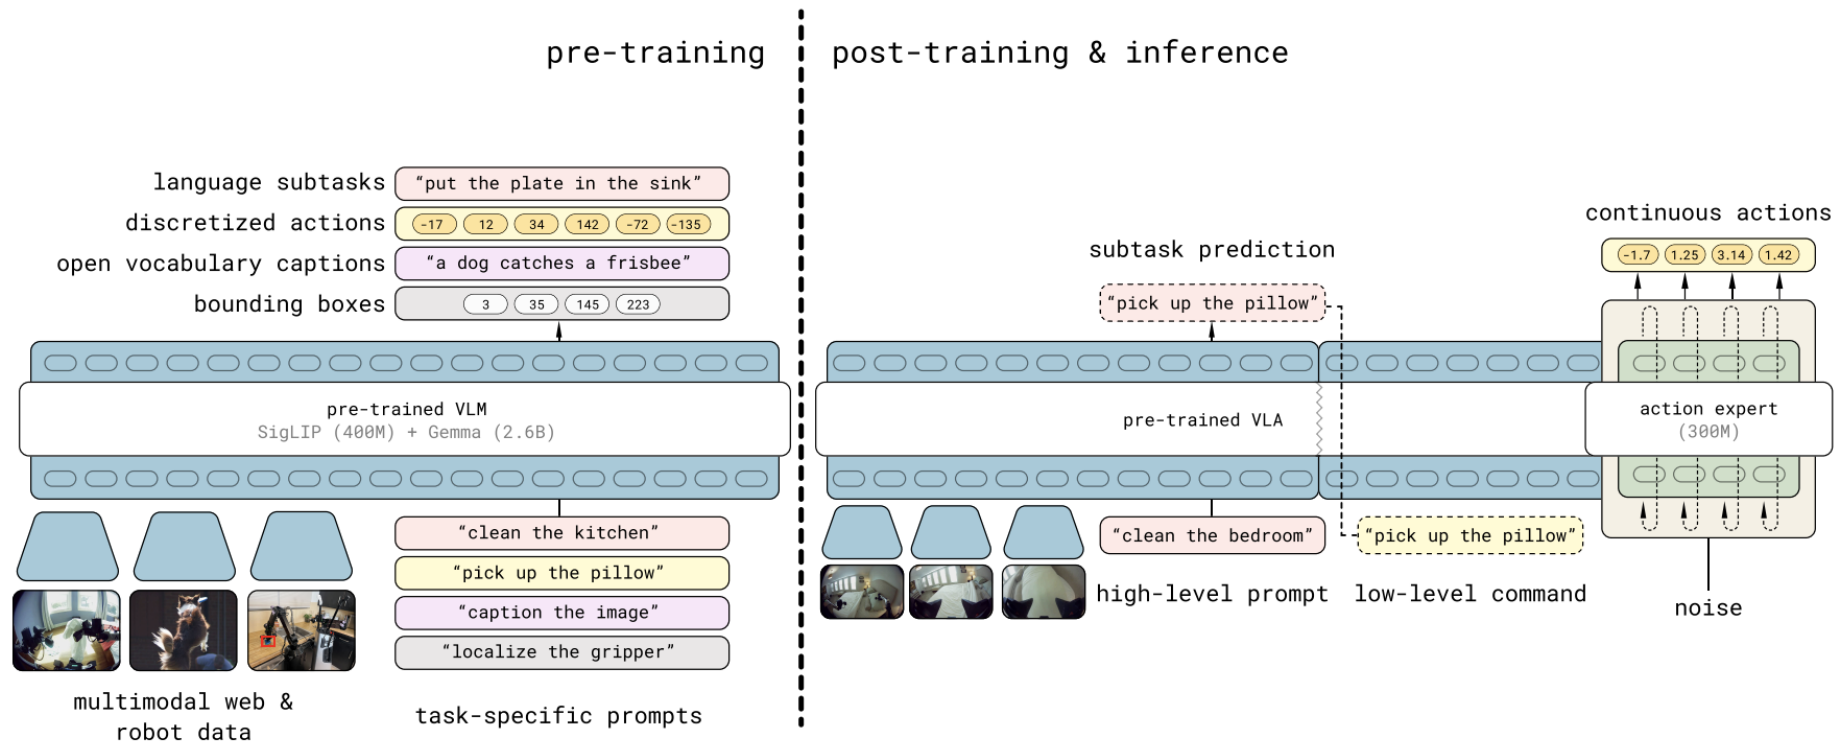 pre-training
post-training & inference
language subtasks
“put the plate in the sink”
discretized actions
-17 12 34 142 -72 -135
open vocabulary captions
“a dog catches a frisbee”
bounding boxes
3 35 145 223
pre-trained VLM
SigLIP (400M) + Gemma (2.6B)
“clean the kitchen”
“pick up the pillow”
“caption the image”
“localize the gripper”
multimodal web &
robot data
task-specific prompts
subtask prediction
“pick up the pillow”
continuous actions
-1.7 1.25 3.14 1.42
pre-trained VLA
action expert
(300M)
“clean the bedroom”
“pick up the pillow”
high-level prompt
low-level command
noise